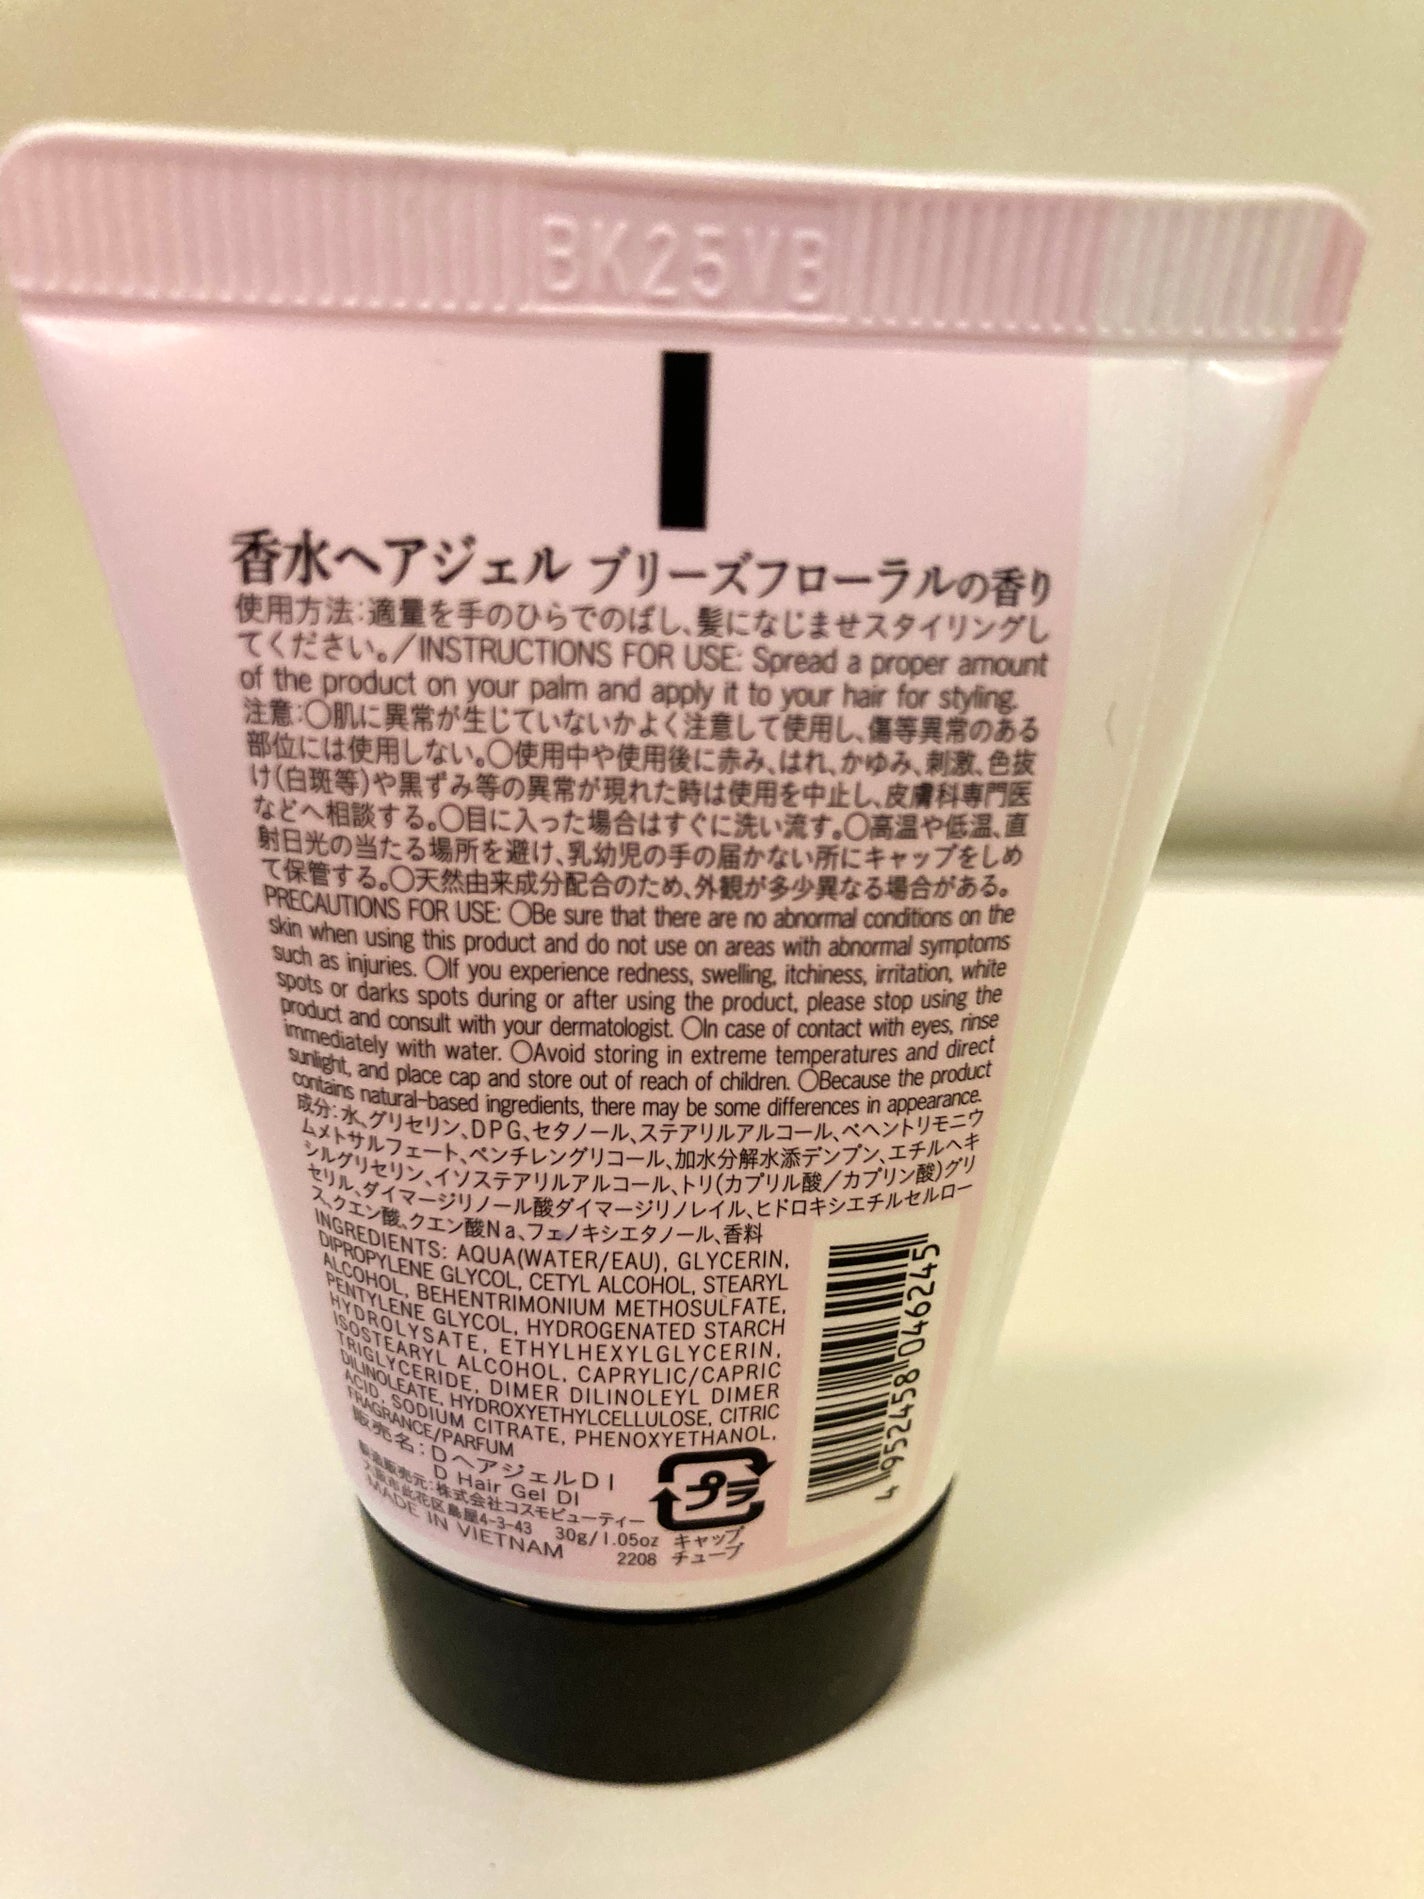 BK25VB
香水ヘアジェル ブリーズフローラルの香り
使用方法:適量を手のひらでのばし、髪になじませスタイリングし
てください。/INSTRUCTIONS FOR USE: Spread a proper amount
of the product on your palm and apply it to your hair for styling.
注意:〇肌に異常が生じていないかよく注意して使用し、傷等異常のある
部位には使用しない。〇使用中や使用後に赤み、はれ、かゆみ、刺激、色抜
け(白斑等)や黒ずみ等の異常が現れた時は使用を中止し、皮膚科専門医
などへ相談する。〇目に入った場合はすぐに洗い流す。〇高温や低温、直
射日光の当たる場所を避け、乳幼児の手の届かない所にキャップをしめ
て保管する。〇天然由来成分配合のため、外観が多少異なる場合がある。
PRECAUTIONS FOR USE: 〇Be sure that there are no abnormal conditions on the
skin when using this product and do not use on areas with abnormal symptoms
such as injuries. 〇If you experience redness, swelling, itchiness, irritation, white
spots or darks spots during or after using the product, please stop using the
product and consult with your dermatologist. 〇In case of contact with eyes, rinse
immediately with water. 〇Avoid storing in extreme temperatures and direct
sunlight, and place cap and store out of reach of children. 〇Because the product
contains natural-based ingredients, there may be some differences in appearance.
成分:水、グリセリン、DPG、セタノール、ステアリルアルコール、ベヘントリモニウ
ムメトサルフェート、ペンチレングリコール、加水分解水添デンプン、エチルヘキ
シルグリセリン、イソステアリルアルコール、トリ(カプリル酸/カプリン酸)グリ
セリル、ダイマージリノール酸ダイマージリノレイル、ヒドロキシエチルセルロー
ス、クエン酸、クエン酸Na、フェノキシエタノール、香料
INGREDIENTS: AQUA(WATER/EAU), GLYCERIN,
DIPROPYLENE GLYCOL, CETYL ALCOHOL, STEARYL
ALCOHOL, BEHENTRIMONIUM METHOSULFATE,
PENTYLENE GLYCOL, HYDROGENATED STARCH
HYDROLYSATE, ETHYLHEXYLGLYCERIN,
ISOSTEARYL ALCOHOL, CAPRYLIC/CAPRIC
TRIGLYCERIDE, DIMER DILINOLEYL DIMER
DILINOLEATE, HYDROXYETHYLCELLULOSE, CITRIC
ACID, SODIUM CITRATE, PHENOXYETHANOL,
FRAGRANCE/PARFUM
販売名:DヘアジェルDI
D Hair Gel DI
製造販売元:株式会社コスモビューティー
大阪市此花区島屋4-3-43 30g/1.05oz
MADE IN VIETNAM 2208
プラ
キャップ
チューブ
4952458046245